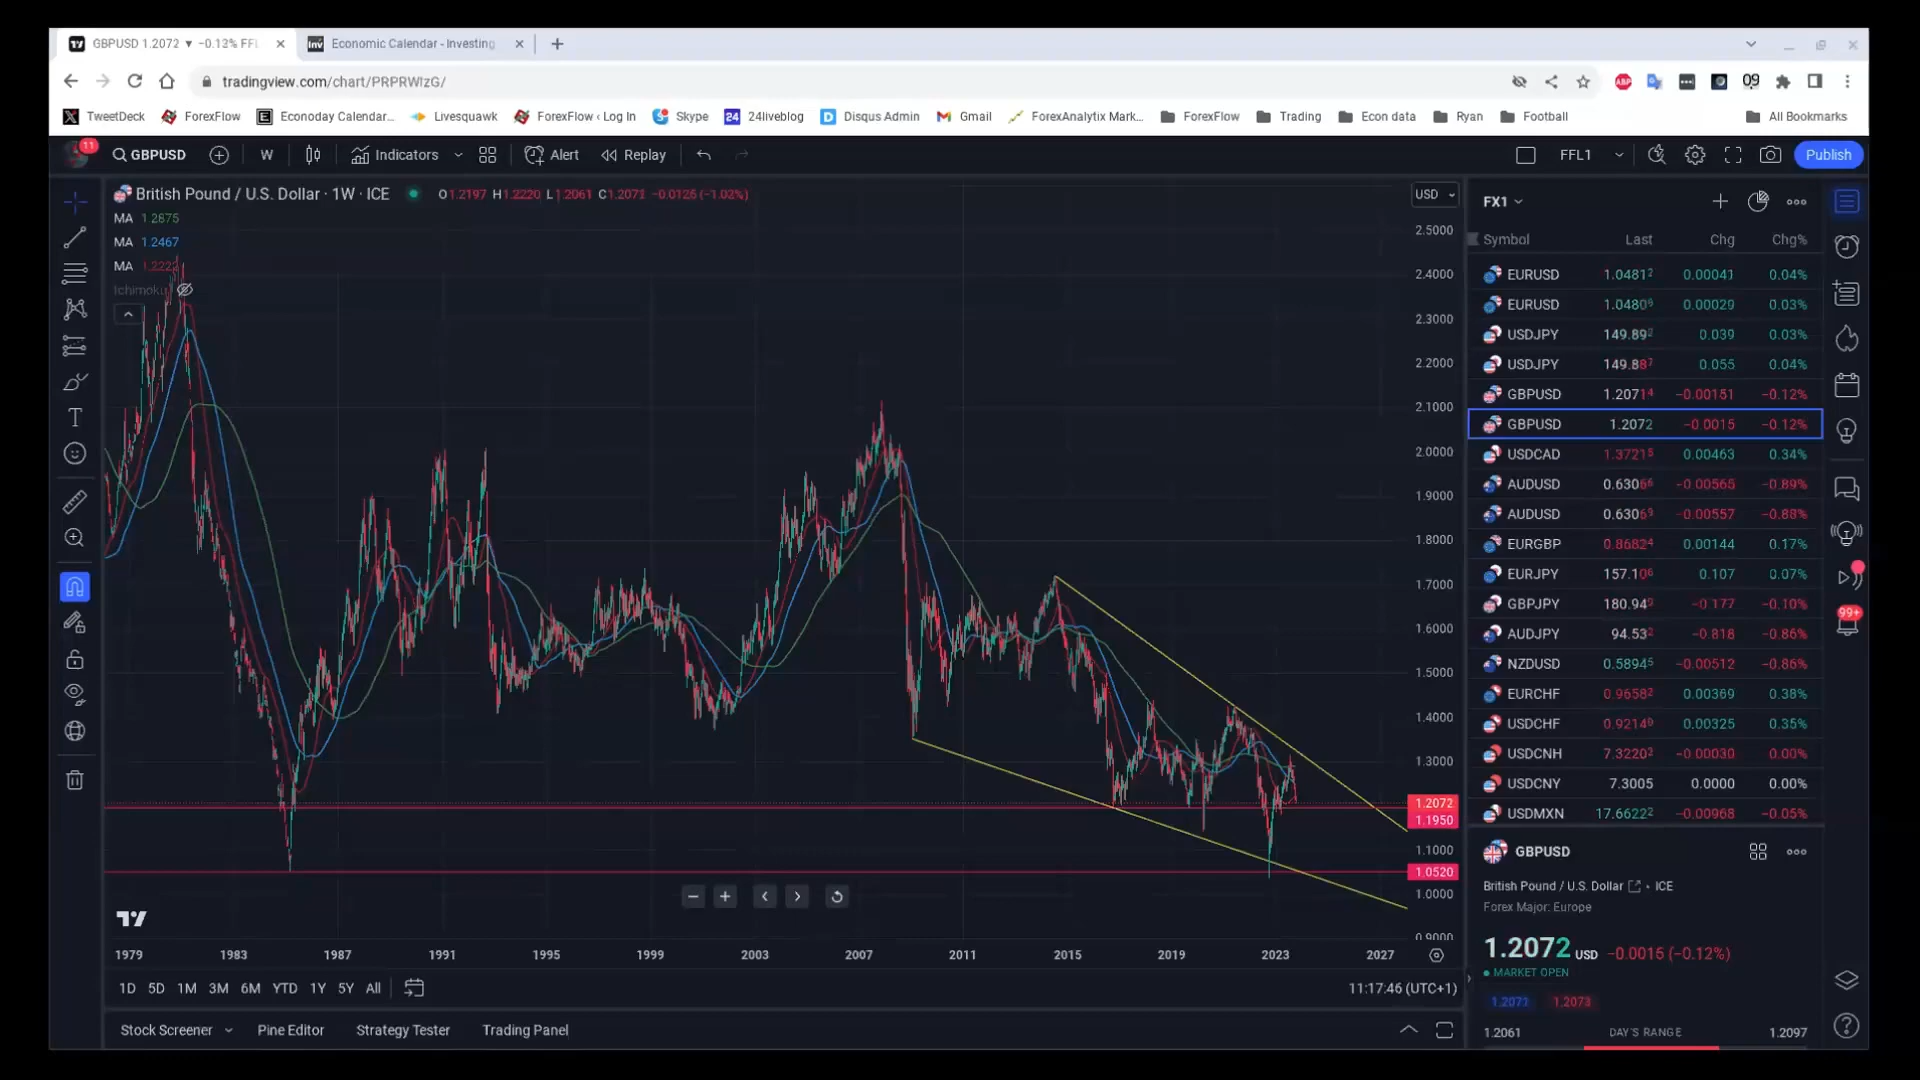 GBPUSD 1.2072 ▼ −0.12% FFL
Economic Calendar - Investing
tradingview.com/chart/PRPRWIzG/
ABP
09
TweetDeck ForexFlow Econoday Calendar... Livesquawk ForexFlow ‹ Log In Skype 24liveblog Disqus Admin Gmail ForexAnalytix Mark... ForexFlow Trading Econ data Ryan Football All Bookmarks
11 GBPUSD W Indicators Alert Replay FFL1 Publish
British Pound / U.S. Dollar · 1W · ICE O1.2197 H1.2220 L1.2061 C1.2071 −0.0125 (−1.02%)
MA 1.2875
MA 1.2467
MA 1.2222
Ichimoku
USD
2.5000
2.4000
2.3000
2.2000
2.1000
2.0000
1.9000
1.8000
1.7000
1.6000
1.5000
1.4000
1.3000
1.2072
1.1950
1.1000
1.0520
1.0000
0.9000
1979 1983 1987 1991 1995 1999 2003 2007 2011 2015 2019 2023 2027
1D 5D 1M 3M 6M YTD 1Y 5Y All 11:17:46 (UTC+1)
Stock Screener Pine Editor Strategy Tester Trading Panel
FX1
Symbol Last Chg Chg%
EURUSD 1.0481² 0.00041 0.04%
EURUSD 1.0480⁶ 0.00029 0.03%
USDJPY 149.89² 0.039 0.03%
USDJPY 149.88⁷ 0.055 0.04%
GBPUSD 1.2071⁴ −0.00151 −0.12%
GBPUSD 1.2072 −0.0015 −0.12%
USDCAD 1.3721⁵ 0.00463 0.34%
AUDUSD 0.6306⁶ −0.00565 −0.89%
AUDUSD 0.6306⁹ −0.00557 −0.88%
EURGBP 0.8682⁴ 0.00144 0.17%
EURJPY 157.10⁶ 0.107 0.07%
GBPJPY −0.177 −0.10%
AUDJPY 94.53² −0.818 −0.86%
NZDUSD 0.5894⁵ −0.00512 −0.86%
EURCHF 0.9658² 0.00369 0.38%
USDCHF 0.00325 0.35%
USDCNH 7.3220² −0.00030 0.00%
USDCNY 7.3005 0.0000 0.00%
USDMXN 17.6622² −0.00968 −0.05%
99+
GBPUSD
British Pound / U.S. Dollar • ICE
Forex Major: Europe
1.2072 USD −0.0015 (−0.12%)
MARKET OPEN
1.2071 1.2073
1.2061 DAY'S RANGE 1.2097